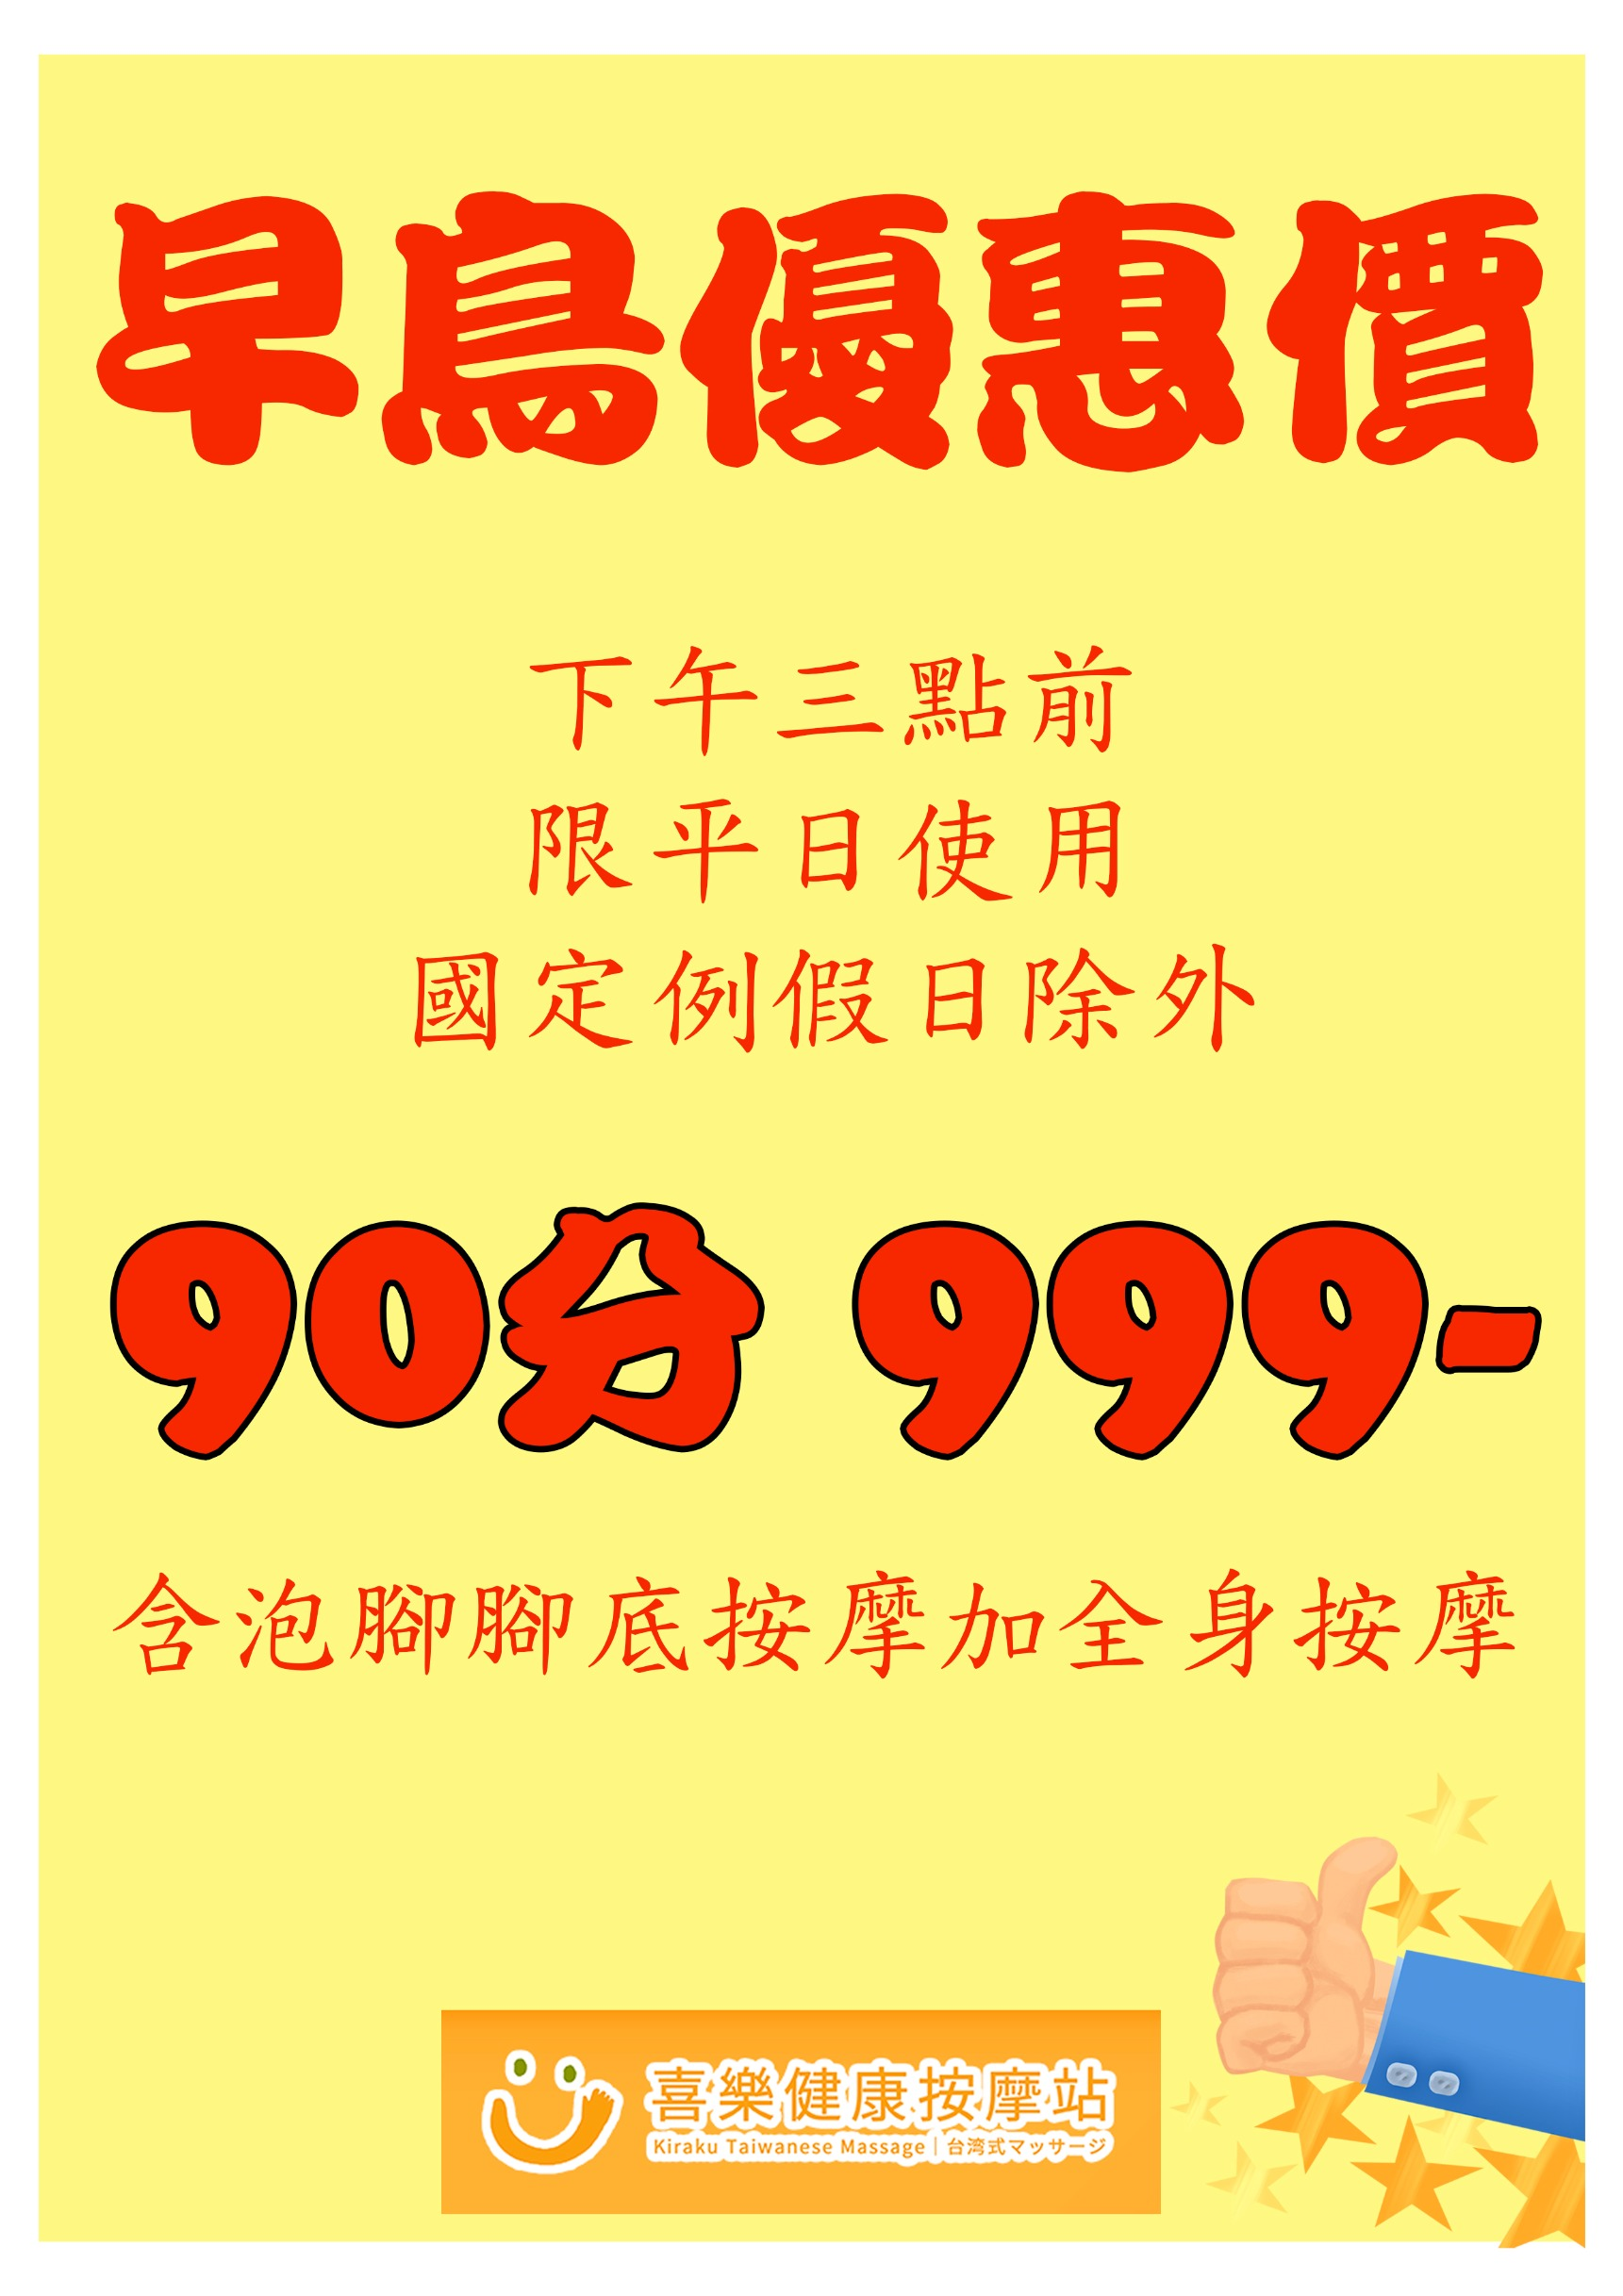 早鳥優惠價
下午三點前
限平日使用
國定例假日除外
90分 999-
含泡腳腳底按摩加全身按摩
喜樂健康按摩站
Kiraku Taiwanese Massage｜台湾式マッサージ